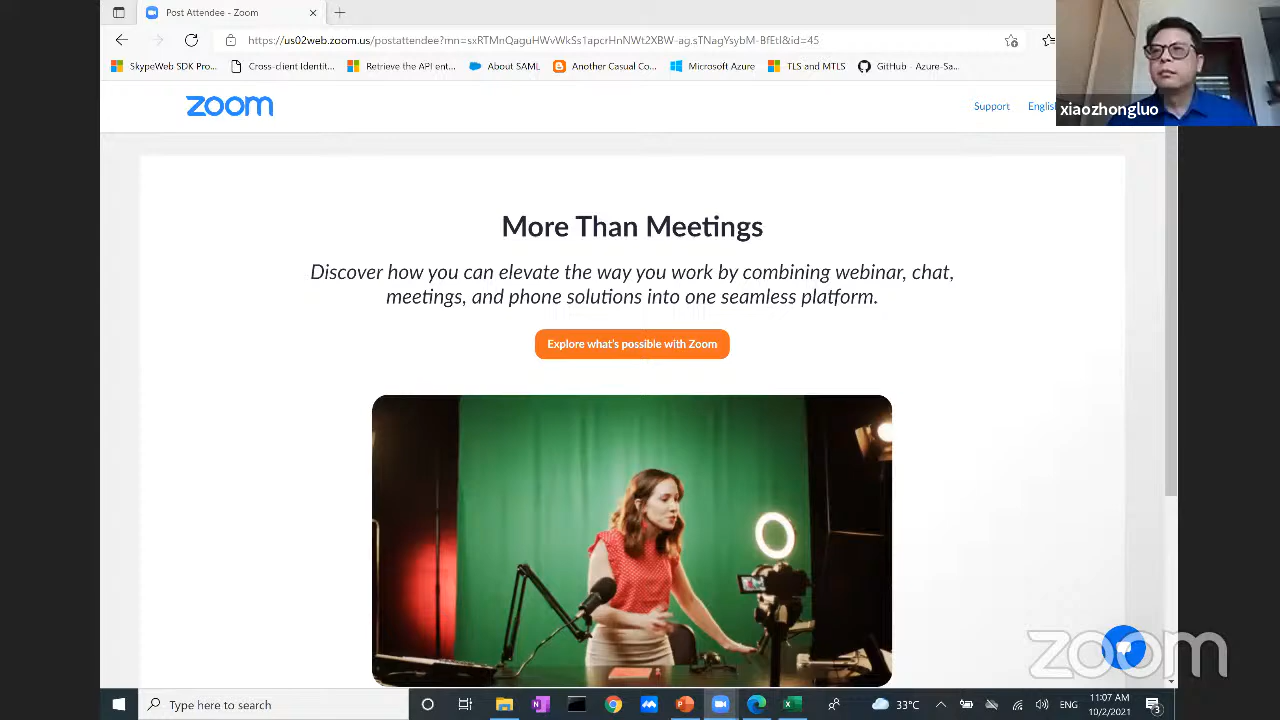 Post Attendee - Zoom
https://us02web.zoom.us/postattendee?mn=sxRTMnQaguHWvWkSs1apcrHnNWt2XBW-ag.sTNagYsybM-BfEtl&id=45
SkypeWeb SDK Pro...
Cross-client Identit...
Retrieve the API ent...
About SAML
Another Casual Co...
Microsoft Azure
TLS and MTLS
GitHub - Azure-Sa...
zoom
Support
English
xiaozhongluo
More Than Meetings
Discover how you can elevate the way you work by combining webinar, chat,
meetings, and phone solutions into one seamless platform.
Explore what's possible with Zoom
zoom
Type here to search
33°C
ENG
11:07 AM
10/2/2021
3